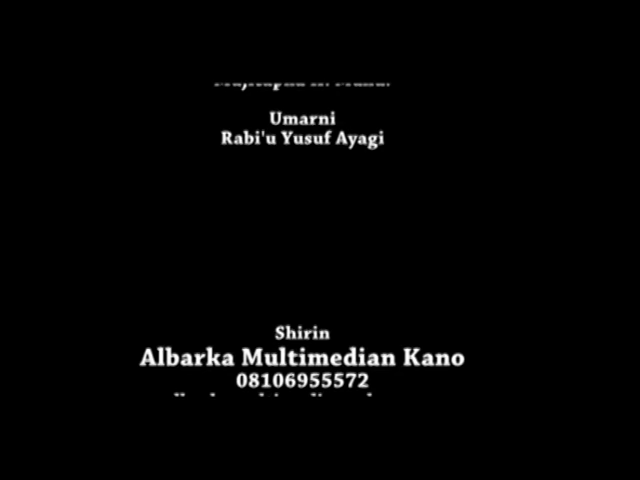 Umarni
Rabi'u Yusuf Ayagi
Shirin
Albarka Multimedian Kano
08106955572